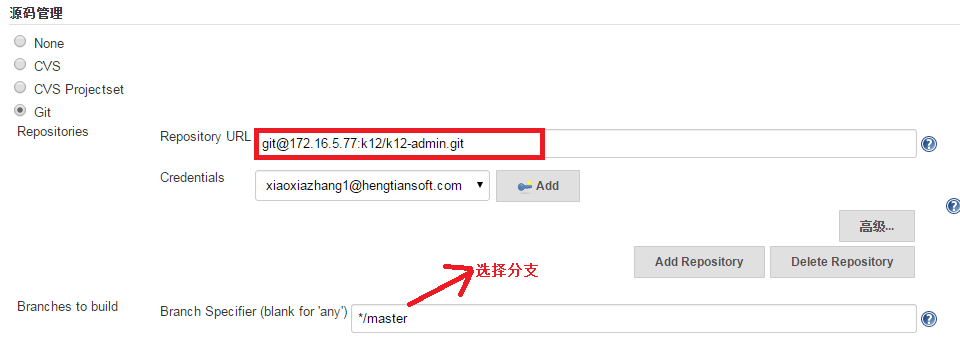 源码管理
None
CVS
CVS Projectset
Git
Repositories
Repository URL git@172.16.5.77:k12/k12-admin.git
Credentials
xiaoxiazhang1@hengtiansoft.com Add
高级...
Add Repository Delete Repository
选择分支
Branches to build Branch Specifier (blank for 'any') */master